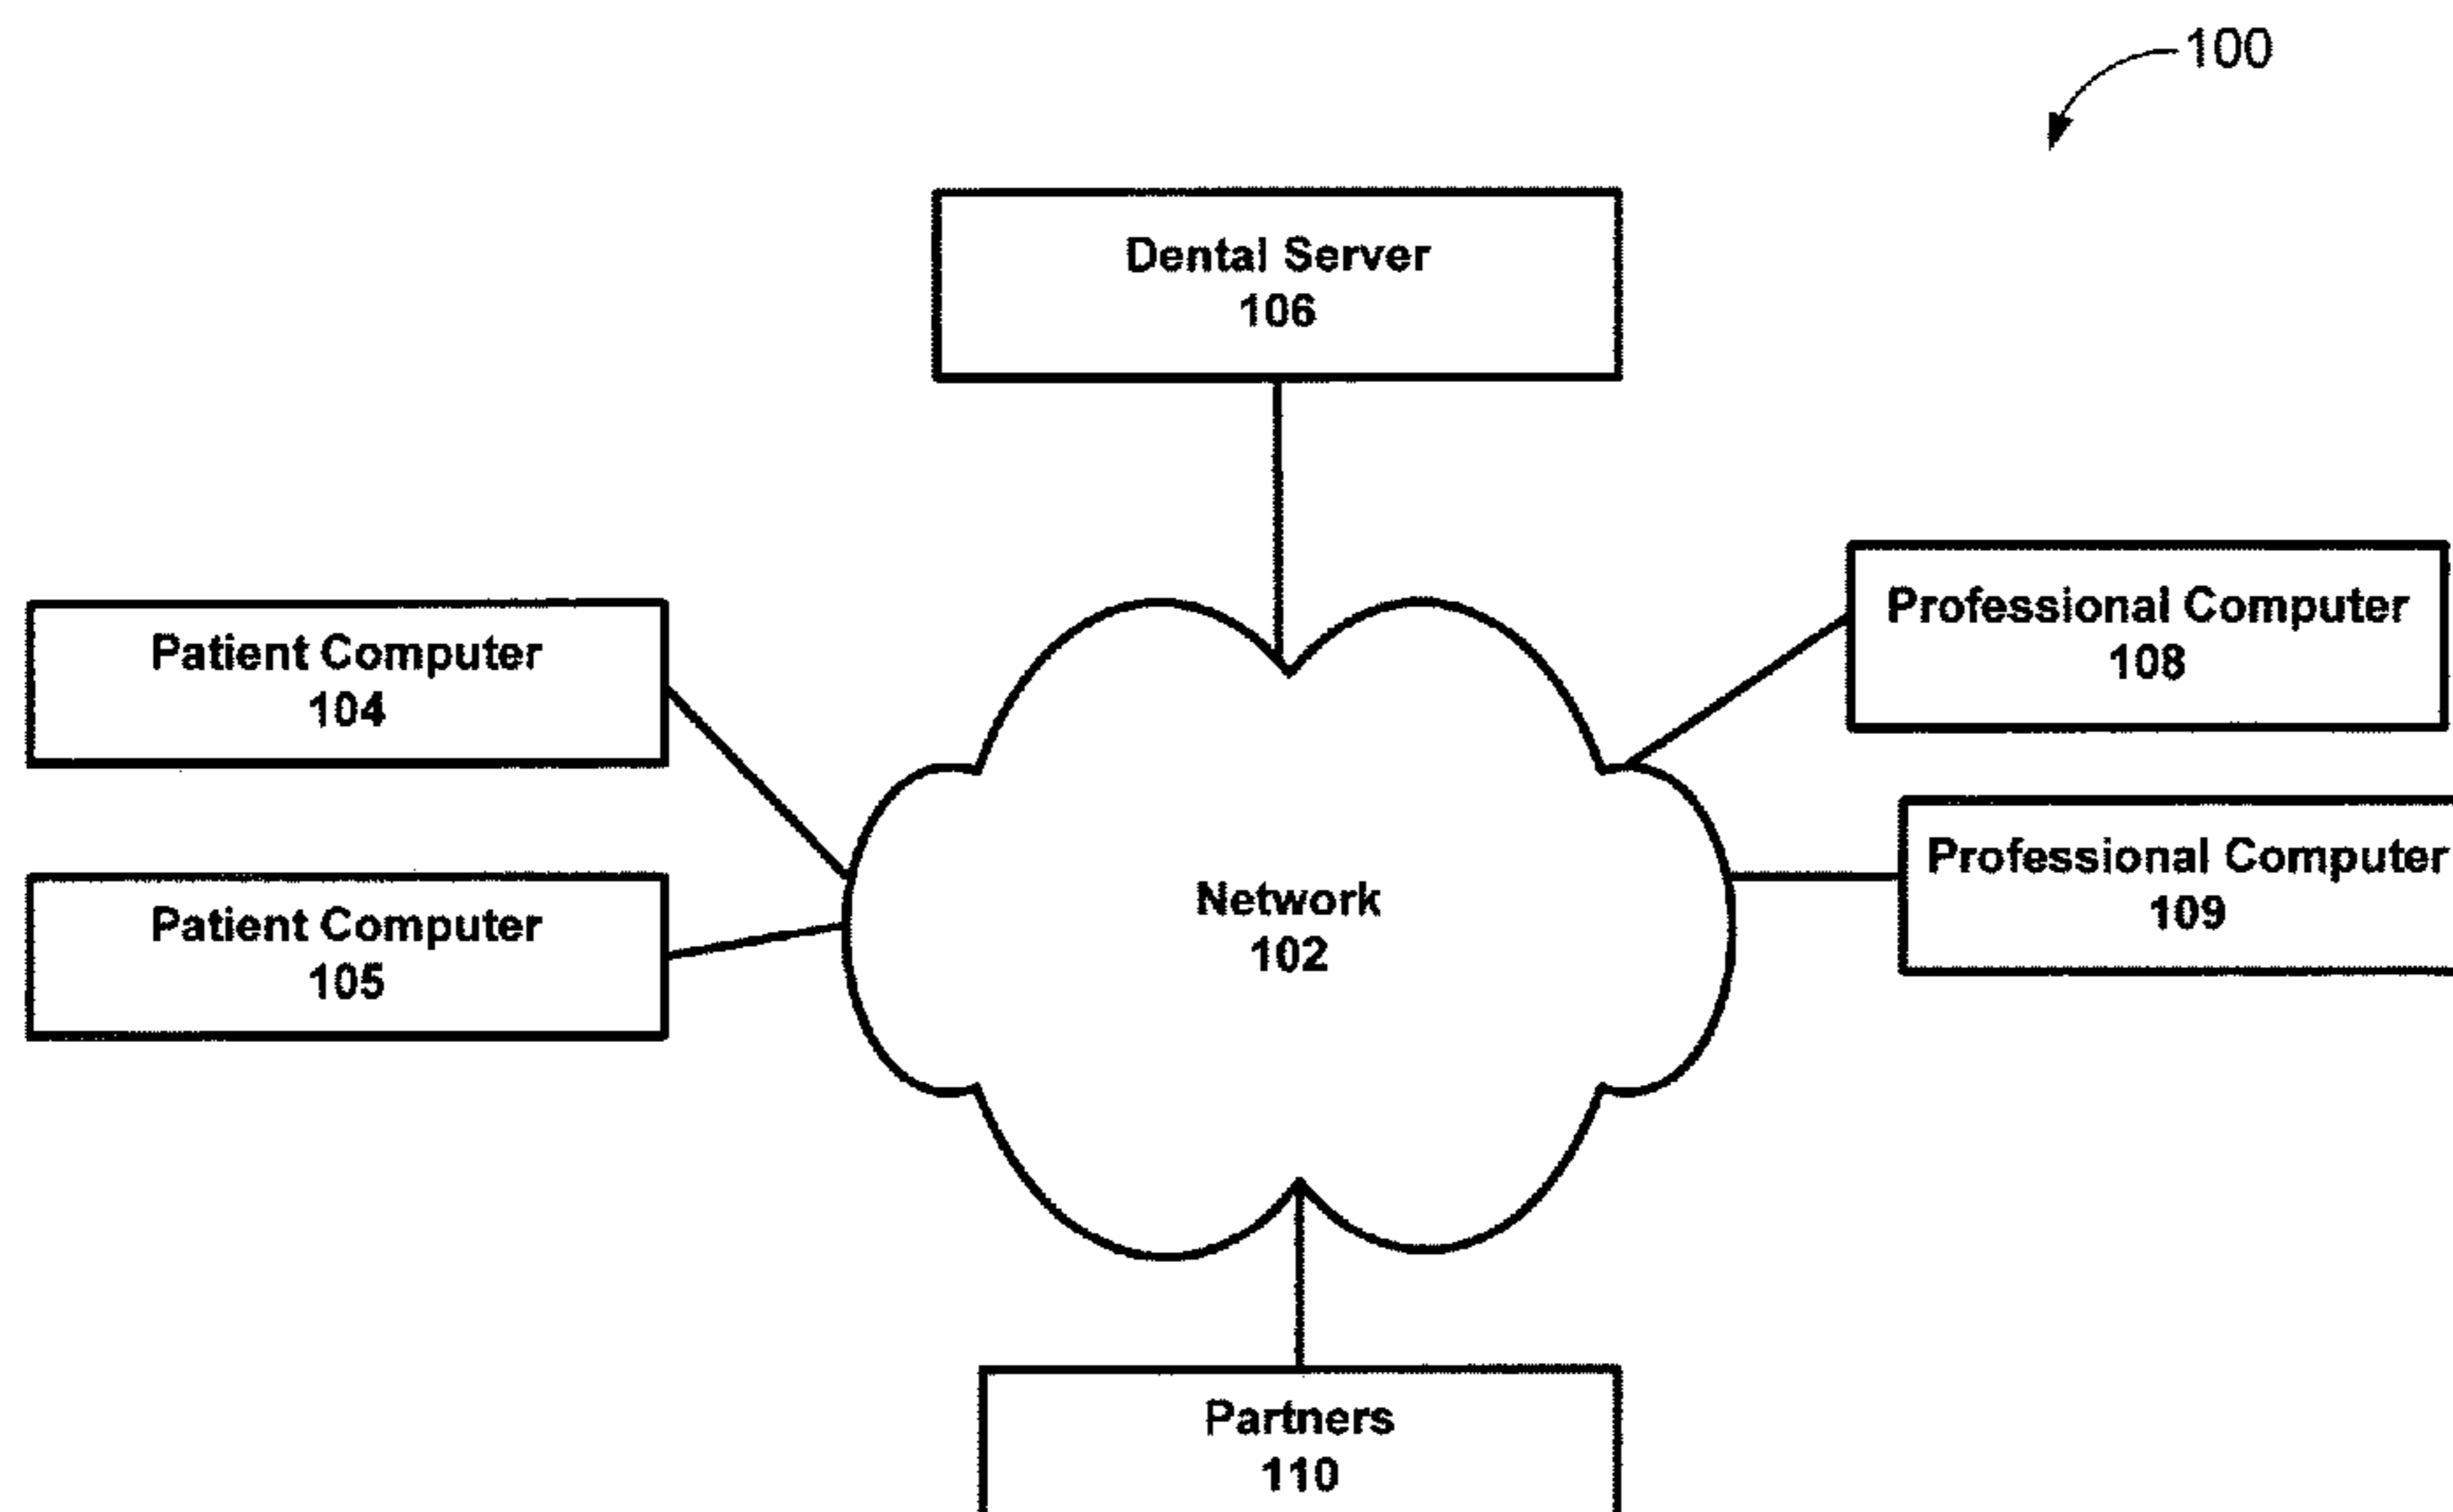 100
Dental Server
106
Patient Computer
104
Professional Computer
108
Patient Computer
105
Professional Computer
109
Network
102
Partners
110